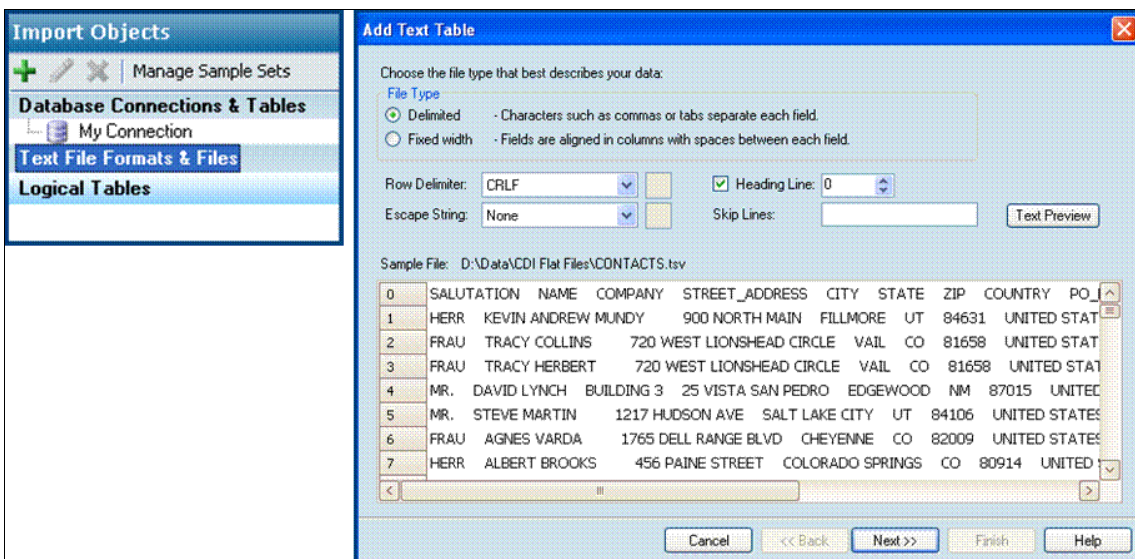 Import Objects
Manage Sample Sets
Database Connections & Tables
My Connection
Text File Formats & Files
Logical Tables
Add Text Table
Choose the file type that best describes your data:
File Type
Delimited - Characters such as commas or tabs separate each field.
Fixed width - Fields are aligned in columns with spaces between each field.
Row Delimiter: CRLF Heading Line: 0
Escape String: None Skip Lines: Text Preview
Sample File: D:\Data\CDI Flat Files\CONTACTS.tsv
0 SALUTATION NAME COMPANY STREET_ADDRESS CITY STATE ZIP COUNTRY
1 HERR KEVIN ANDREW MUNDY 900 NORTH MAIN FILLMORE UT 84631 UNITED STAT
2 FRAU TRACY COLLINS 720 WEST LIONSHEAD CIRCLE VAIL CO 81658 UNITED STAT
3 FRAU TRACY HERBERT 720 WEST LIONSHEAD CIRCLE VAIL CO 81658 UNITED STAT
4 MR. DAVID LYNCH BUILDING 3 25 VISTA SAN PEDRO EDGEWOOD NM 87015 UNITED
5 MR. STEVE MARTIN 1217 HUDSON AVE SALT LAKE CITY UT 84106 UNITED STATES
6 FRAU AGNES VARDA 1765 DELL RANGE BLVD CHEYENNE CO 82009 UNITED STATES
7 HERR ALBERT BROOKS 456 PAINE STREET COLORADO SPRINGS CO 80914 UNITED
Cancel << Back Next >> Finish Help